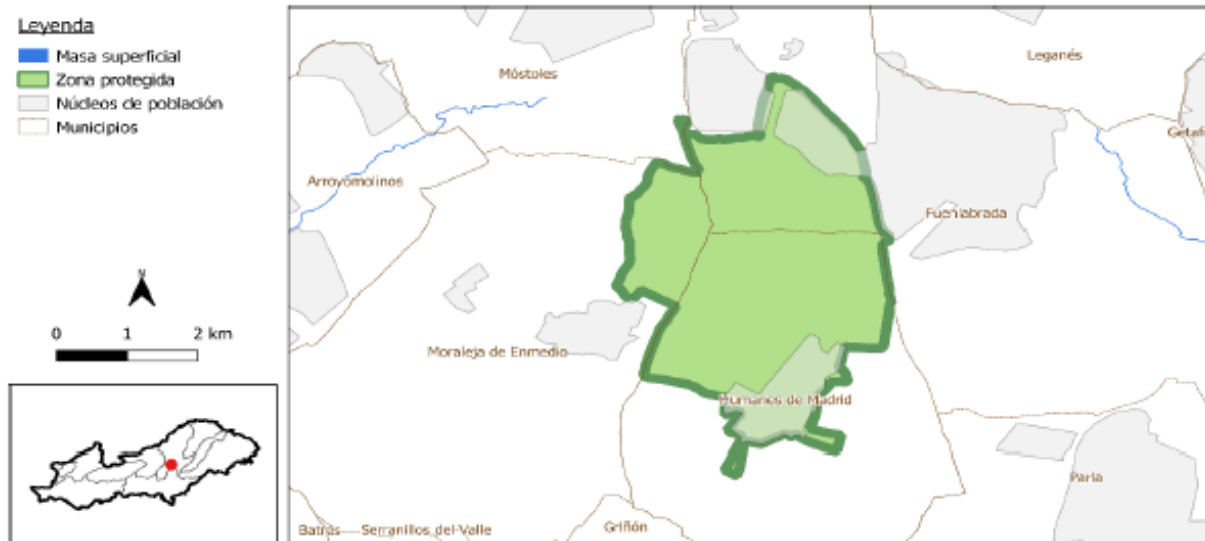 Leyenda
Masa superficial
Zona protegida
Núcleos de población
Municipios
N
0 1 2 km
Leganés
Móstoles
Arroyomolinos
Fuenlabrada
Moraleja de Enmedio
Humanes de Madrid
Parla
Batres
Serranillos del-Valle
Griñón